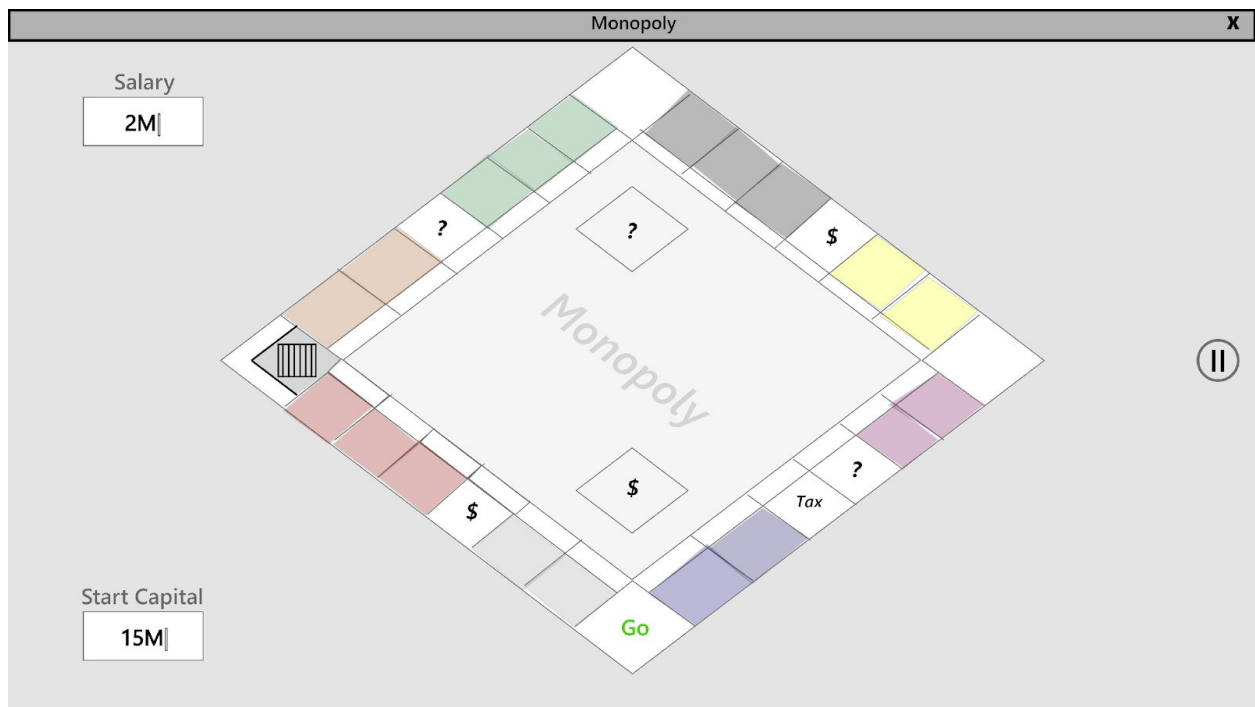 Monopoly
X
Salary
2M
?
?
$
Monopoly
$
?
$
Tax
Start Capital
15M
Go